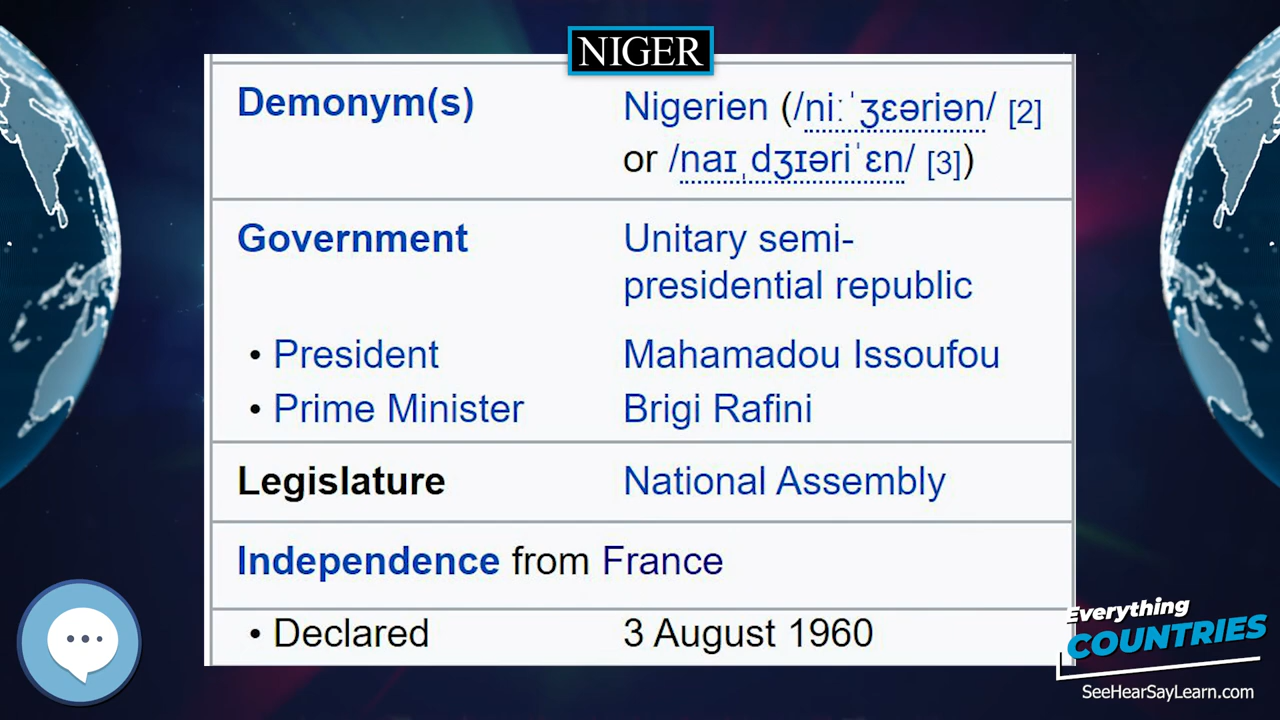 NIGER
Demonym(s) Nigerien (/niːˈʒɛəriən/ [2]
or /naɪˌdʒɪəriˈɛn/ [3])
Government Unitary semi-
presidential republic
• President Mahamadou Issoufou
• Prime Minister Brigi Rafini
Legislature National Assembly
Independence from France
• Declared 3 August 1960
Everything
COUNTRIES
SeeHearSayLearn.com